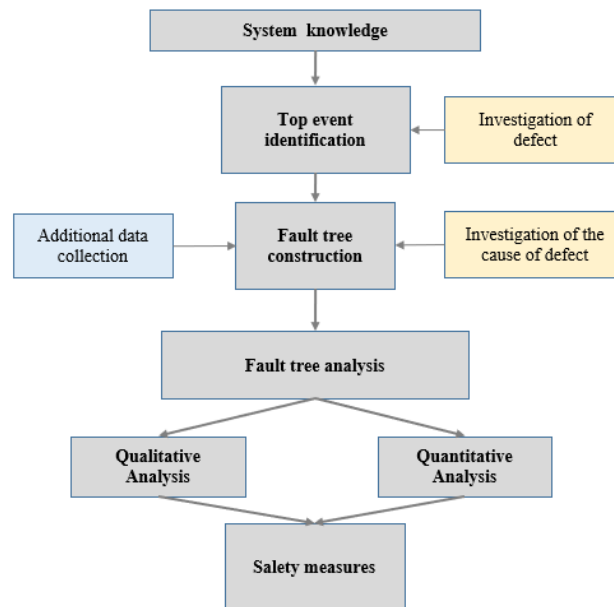 System knowledge
Top event
identification
Investigation of
defect
Additional data
collection
Fault tree
construction
Investigation of the
cause of defect
Fault tree analysis
Qualitative
Analysis
Quantitative
Analysis
Salety measures